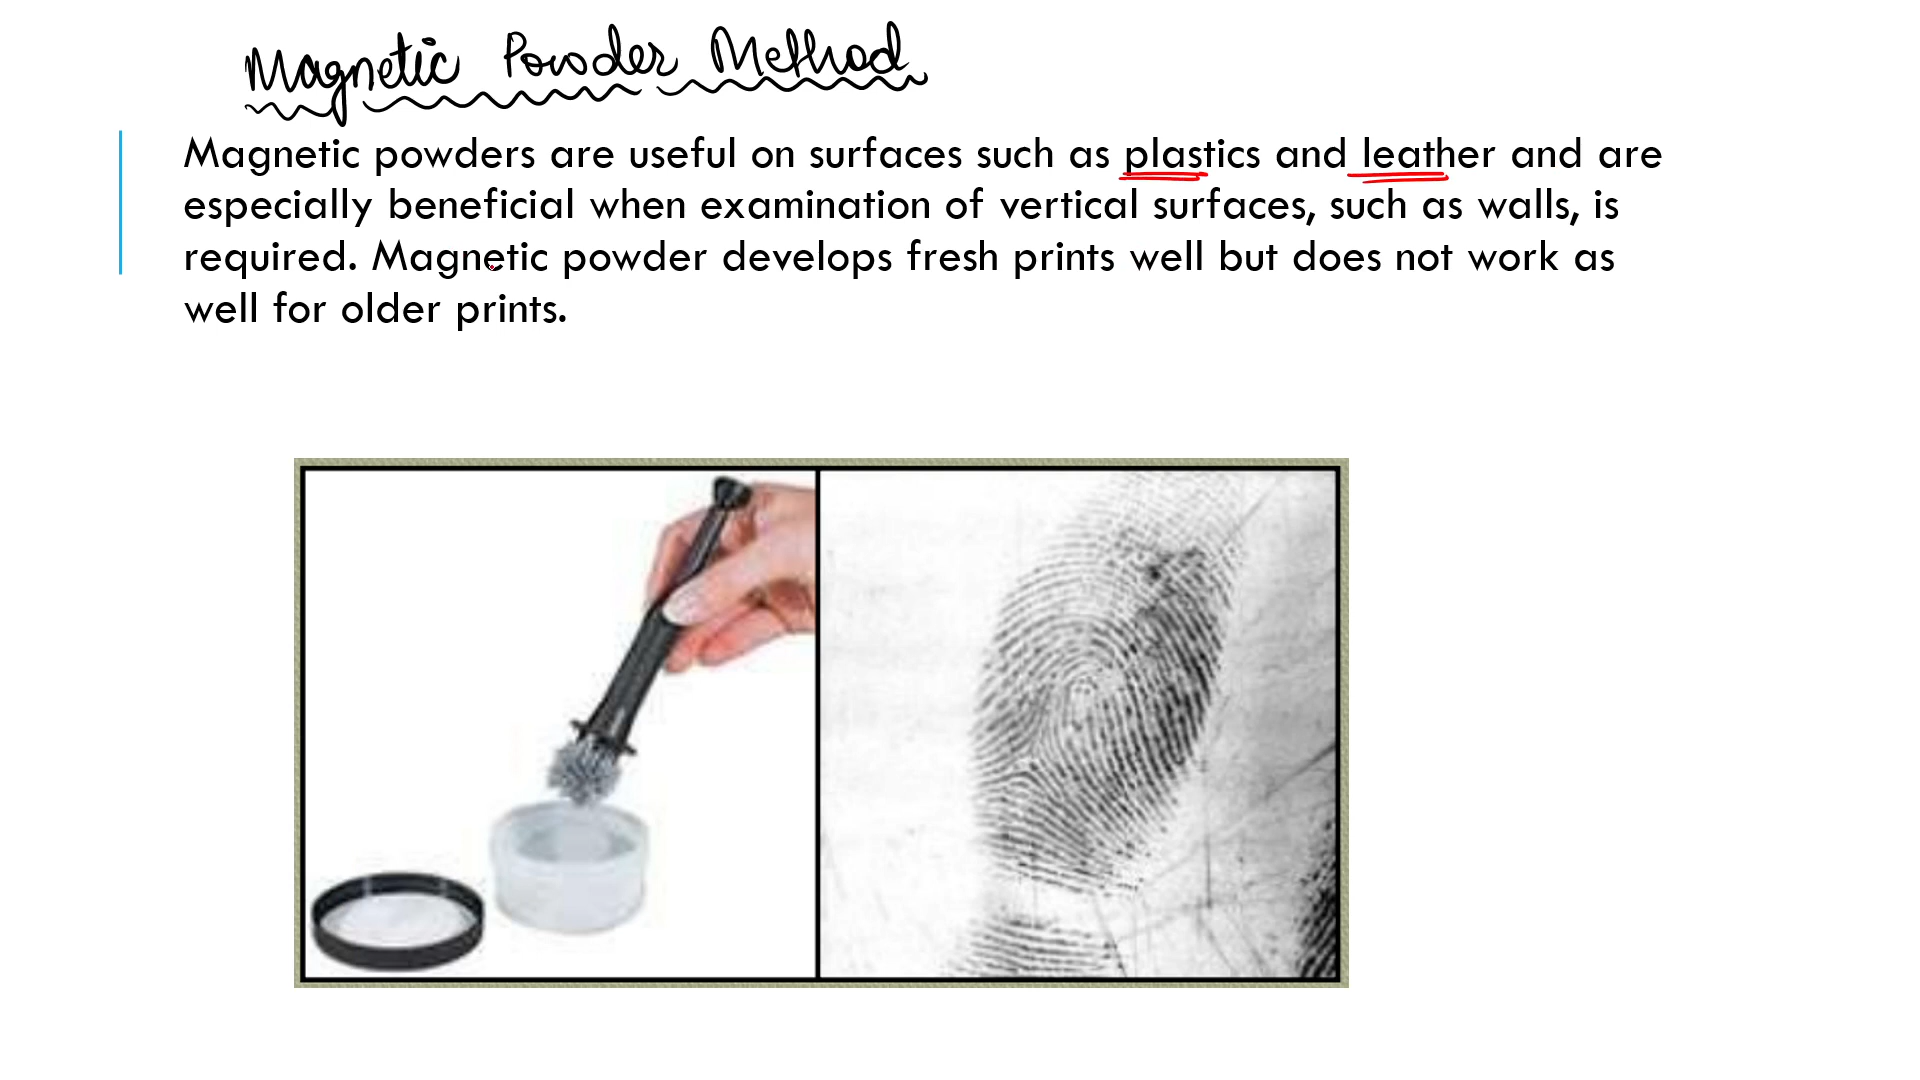 Magnetic Powder Method
Magnetic powders are useful on surfaces such as plastics and leather and are
especially beneficial when examination of vertical surfaces, such as walls, is
required. Magnetic powder develops fresh prints well but does not work as
well for older prints.